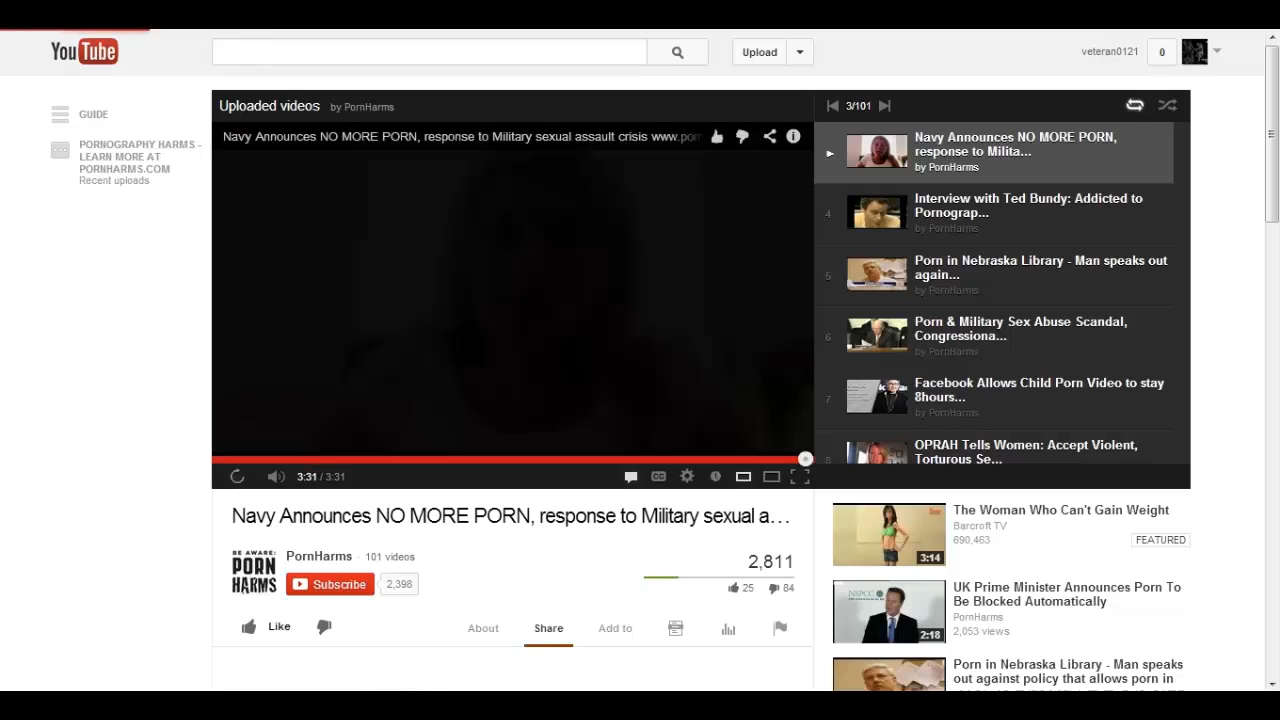 YouTube
Upload
veteran0121
0
GUIDE
PORNOGRAPHY HARMS -
LEARN MORE AT
PORNHARMS.COM
Recent uploads
Uploaded videos by PornHarms
Navy Announces NO MORE PORN, response to Military sexual assault crisis www.porn
3:31 / 3:31
CC
3/101
Navy Announces NO MORE PORN,
response to Milita...
by PornHarms
4
Interview with Ted Bundy: Addicted to
Pornograp...
by PornHarms
5
Porn in Nebraska Library - Man speaks out
again...
by PornHarms
6
Porn & Military Sex Abuse Scandal,
Congressiona...
by PornHarms
7
Facebook Allows Child Porn Video to stay
8hours...
by PornHarms
8
OPRAH Tells Women: Accept Violent,
Torturous Se...
Navy Announces NO MORE PORN, response to Military sexual a...
BE AWARE:
PORN
HARMS
PornHarms · 101 videos
Subscribe 2,398
2,811
25 84
Like
About Share Add to
The Woman Who Can't Gain Weight
Barcroft TV
690,463
FEATURED
3:14
UK Prime Minister Announces Porn To
Be Blocked Automatically
PornHarms
2,053 views
NSPCC
2:18
Porn in Nebraska Library - Man speaks
out against policy that allows porn in